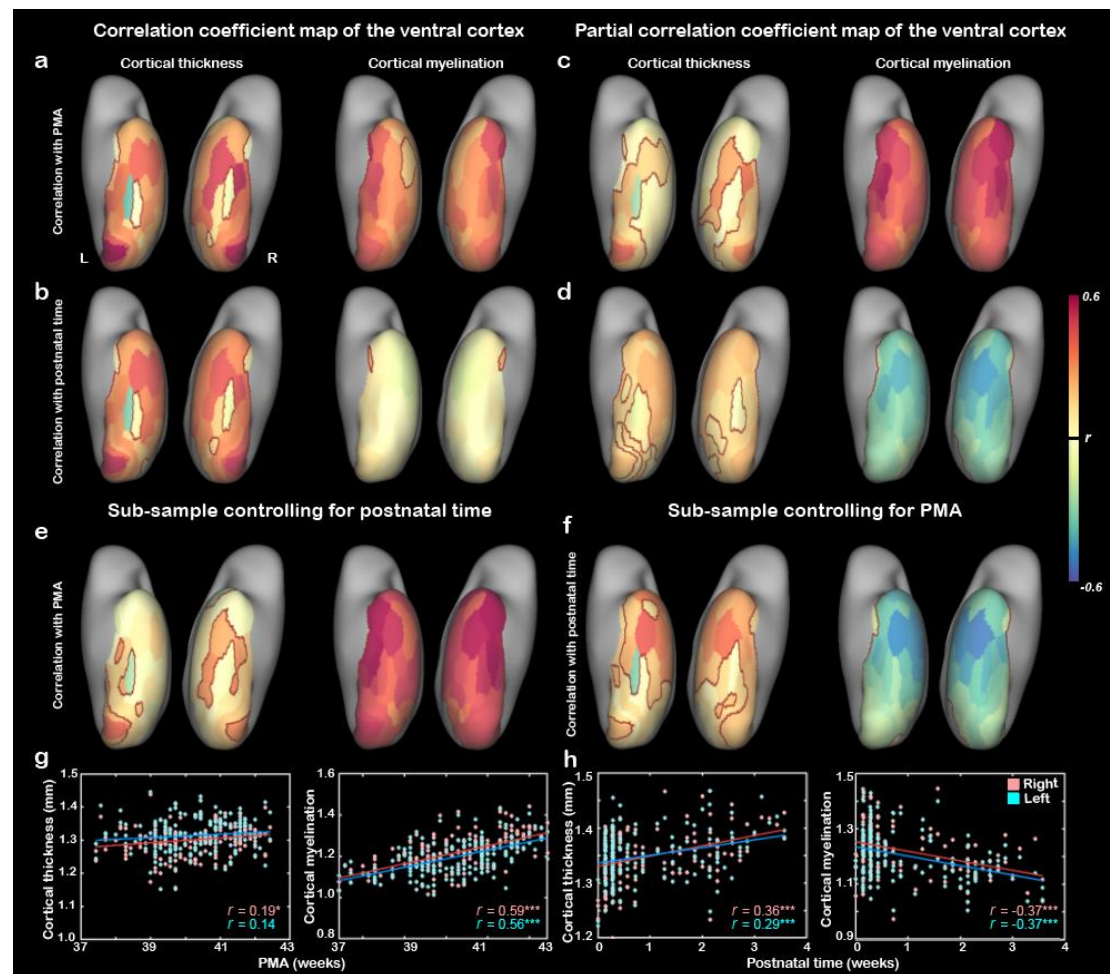 Correlation coefficient map of the ventral cortex
Partial correlation coefficient map of the ventral cortex
a
Cortical thickness
Cortical myelination
c
Cortical thickness
Cortical myelination
Correlation with PMA
L
R
b
d
Correlation with postnatal time
0.6
r
-0.6
Sub-sample controlling for postnatal time
Sub-sample controlling for PMA
e
f
Correlation with PMA
Correlation with postnatal time
g
h
Cortical thickness (mm)
1.5
1.4
1.3
1.2
1.1
1.0
37
39
41
43
r = 0.19*
r = 0.14
Cortical myelination
1.6
1.4
1.2
1.0
0.8
37
39
41
43
r = 0.59***
r = 0.56***
PMA (weeks)
Cortical thickness (mm)
1.5
1.4
1.3
1.2
0
1
2
3
4
r = 0.36***
r = 0.29***
Cortical myelination
1.5
1.3
1.1
0.9
0
1
2
3
4
Right
Left
r = -0.37***
r = -0.37***
Postnatal time (weeks)